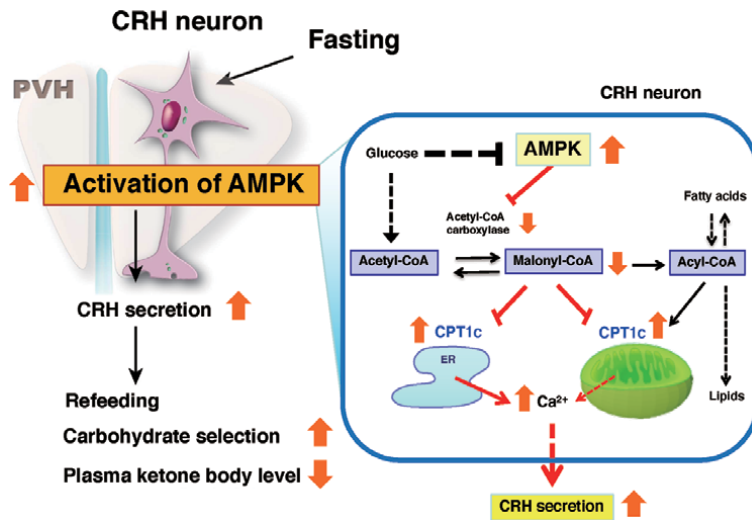 CRH neuron
Fasting
PVH
Activation of AMPK
CRH secretion
Refeeding
Carbohydrate selection
Plasma ketone body level
CRH neuron
Glucose
AMPK
Fatty acids
Acetyl-CoA
carboxylase
Acetyl-CoA
Malonyl-CoA
Acyl-CoA
CPT1c
CPT1c
ER
Ca²⁺
Lipids
CRH secretion